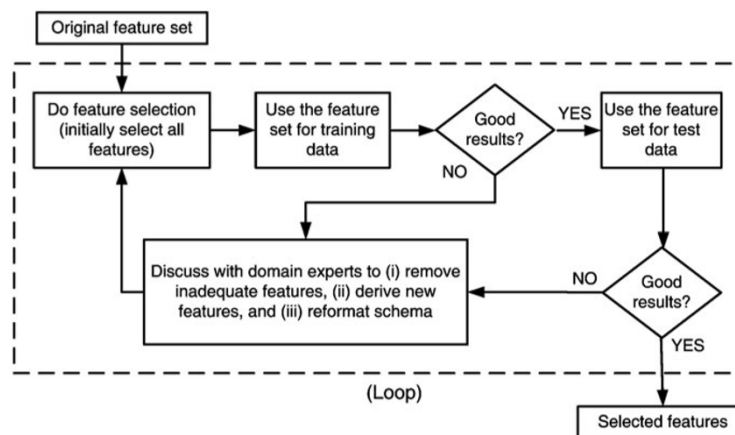 Original feature set
Do feature selection
(initially select all
features)
Use the feature
set for training
data
Good
results?
YES
NO
Use the feature
set for test
data
Discuss with domain experts to (i) remove
inadequate features, (ii) derive new
features, and (iii) reformat schema
NO
Good
results?
YES
(Loop)
Selected features